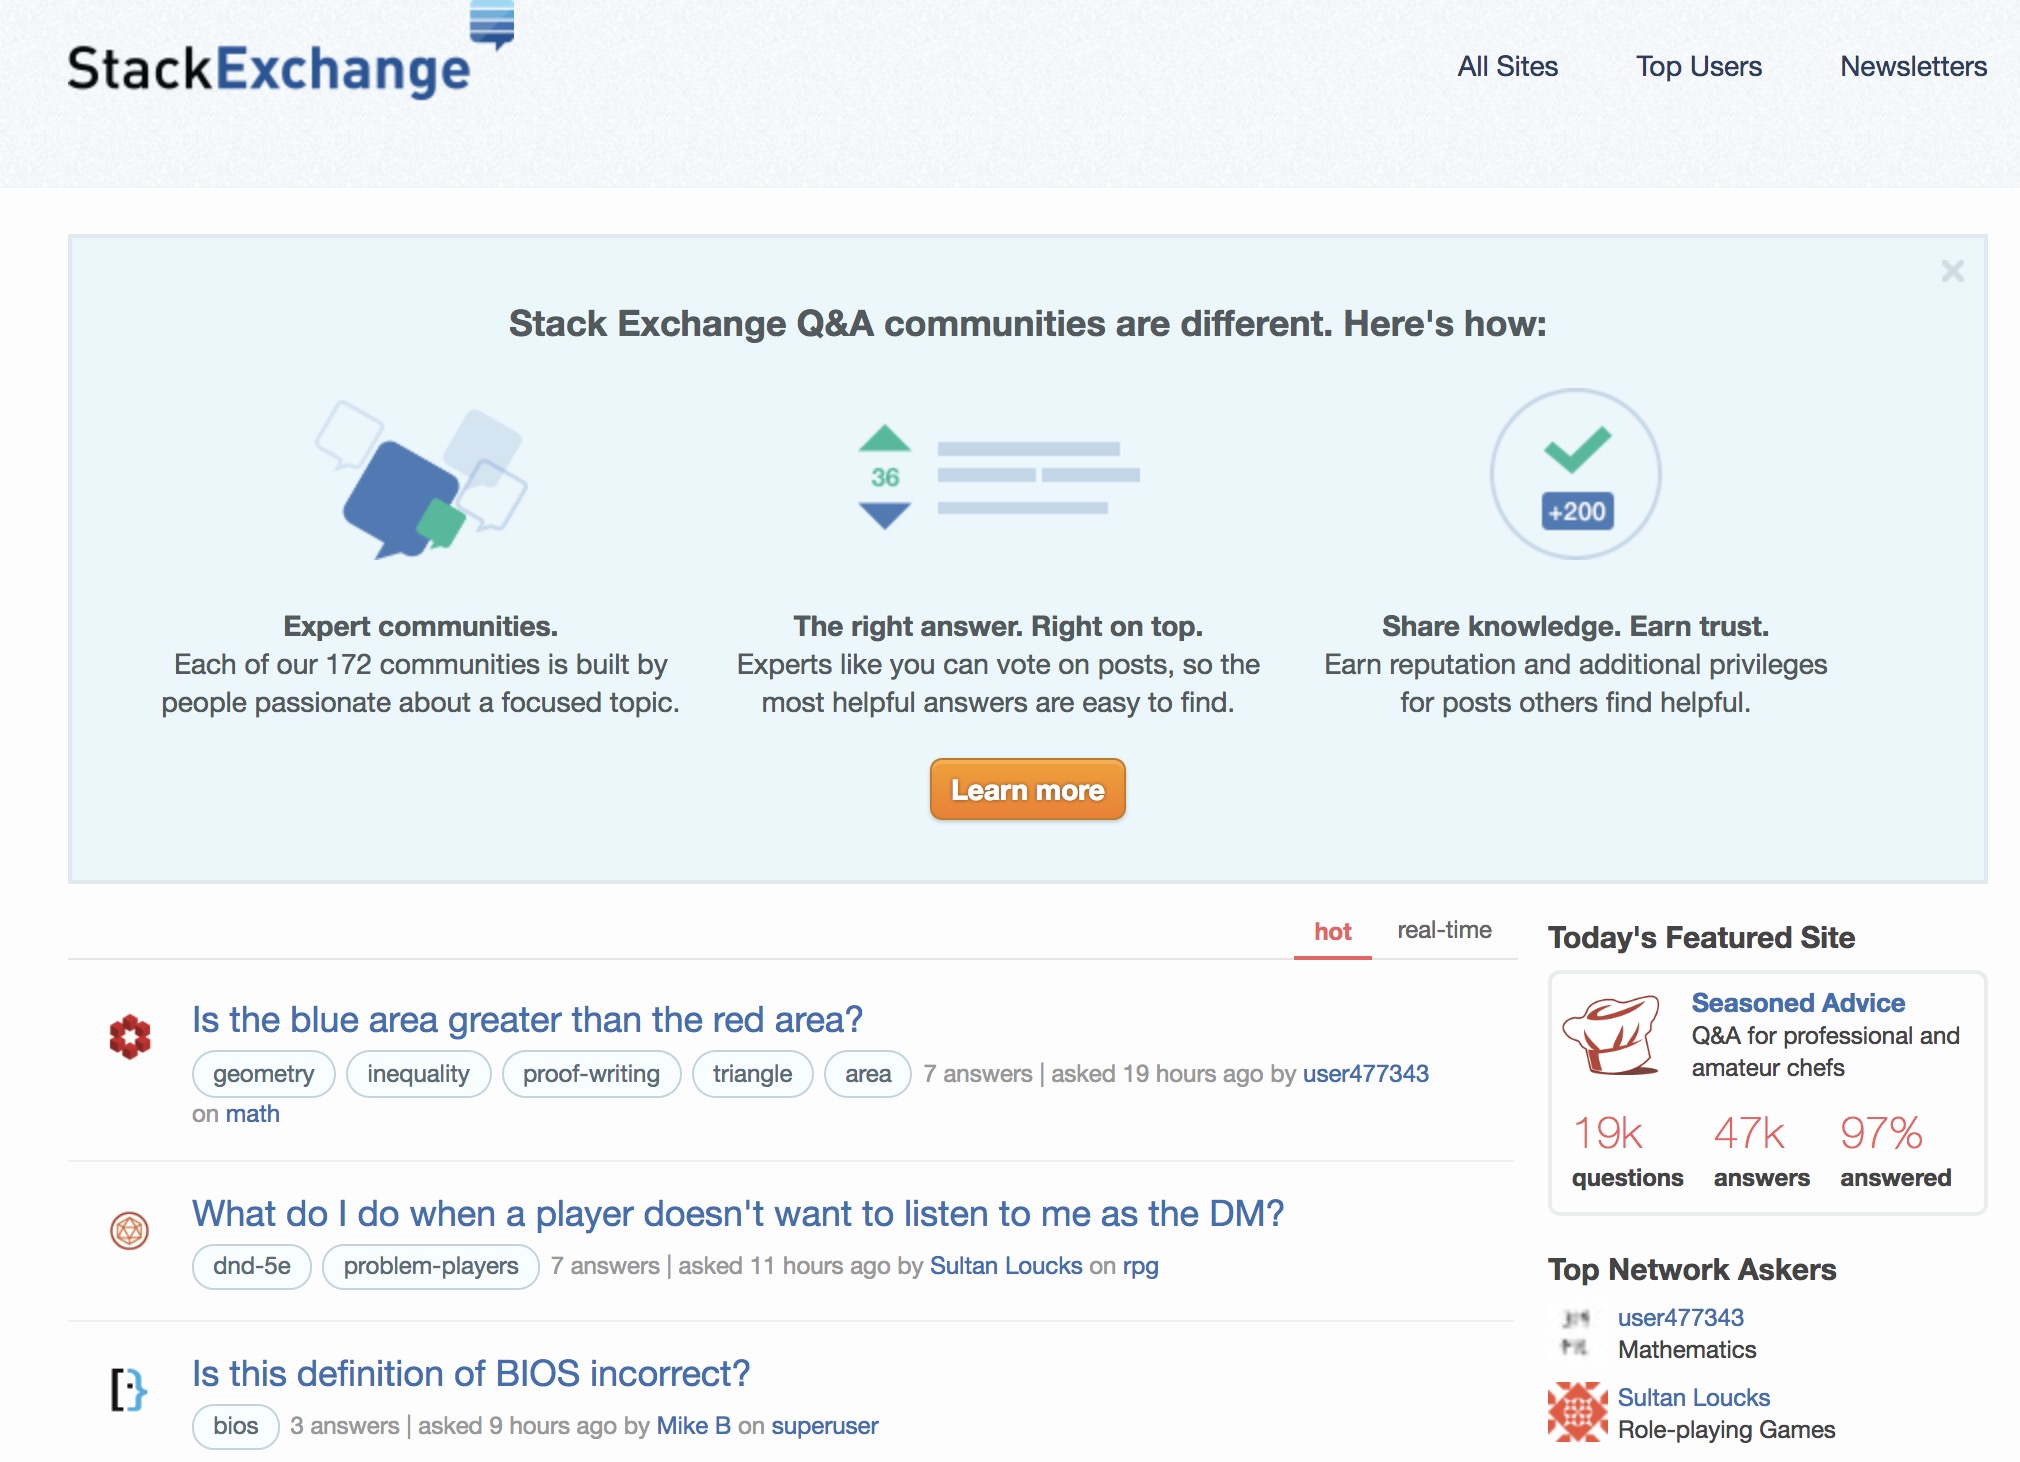 StackExchange
All Sites Top Users Newsletters
Stack Exchange Q&A communities are different. Here's how:
36
+200
Expert communities.
Each of our 172 communities is built by
people passionate about a focused topic.
The right answer. Right on top.
Experts like you can vote on posts, so the
most helpful answers are easy to find.
Share knowledge. Earn trust.
Earn reputation and additional privileges
for posts others find helpful.
Learn more
hot real-time
Is the blue area greater than the red area?
geometry inequality proof-writing triangle area 7 answers | asked 19 hours ago by user477343
on math
What do I do when a player doesn't want to listen to me as the DM?
dnd-5e problem-players 7 answers | asked 11 hours ago by Sultan Loucks on rpg
Is this definition of BIOS incorrect?
bios 3 answers | asked 9 hours ago by Mike B on superuser
Today's Featured Site
Seasoned Advice
Q&A for professional and
amateur chefs
19k 47k 97%
questions answers answered
Top Network Askers
user477343
Mathematics
Sultan Loucks
Role-playing Games